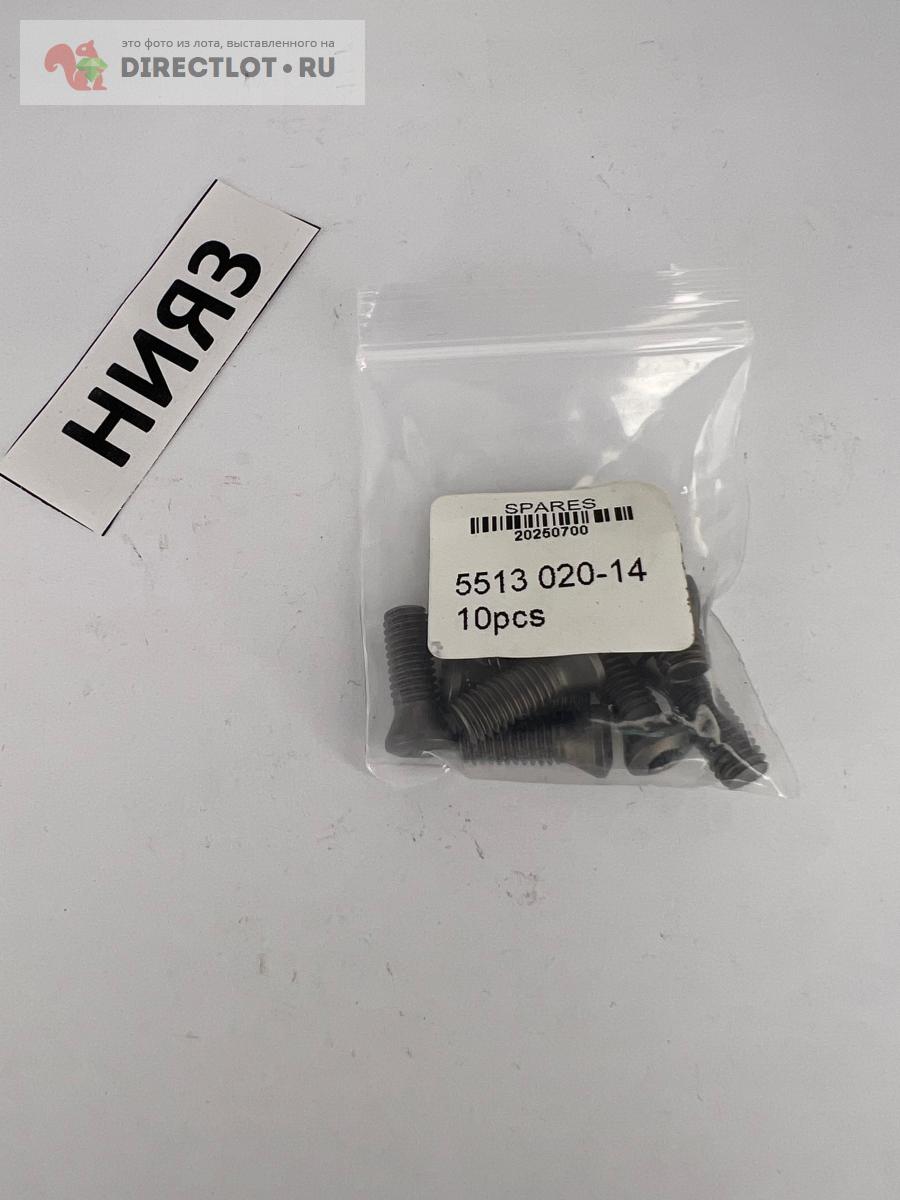 это фото из лота, выставленного на
DIRECTLOT.RU
НИЯЗ
SPARES
20250700
5513 020-14
10pcs